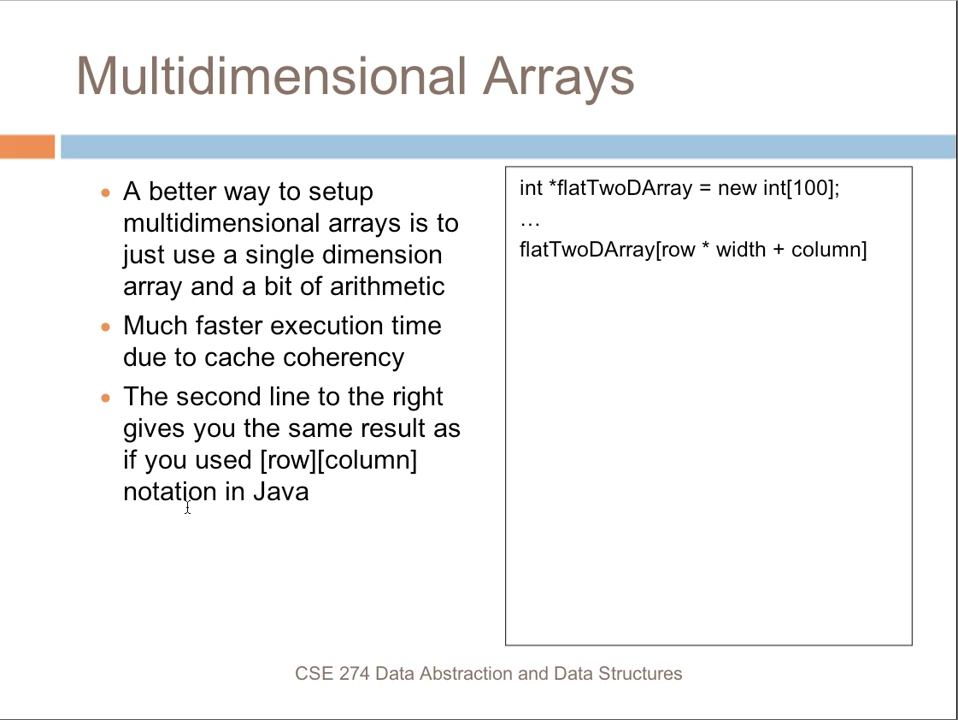 Multidimensional Arrays
• A better way to setup
multidimensional arrays is to
just use a single dimension
array and a bit of arithmetic
• Much faster execution time
due to cache coherency
• The second line to the right
gives you the same result as
if you used [row][column]
notation in Java
int *flatTwoDArray = new int[100];
…
flatTwoDArray[row * width + column]
CSE 274 Data Abstraction and Data Structures